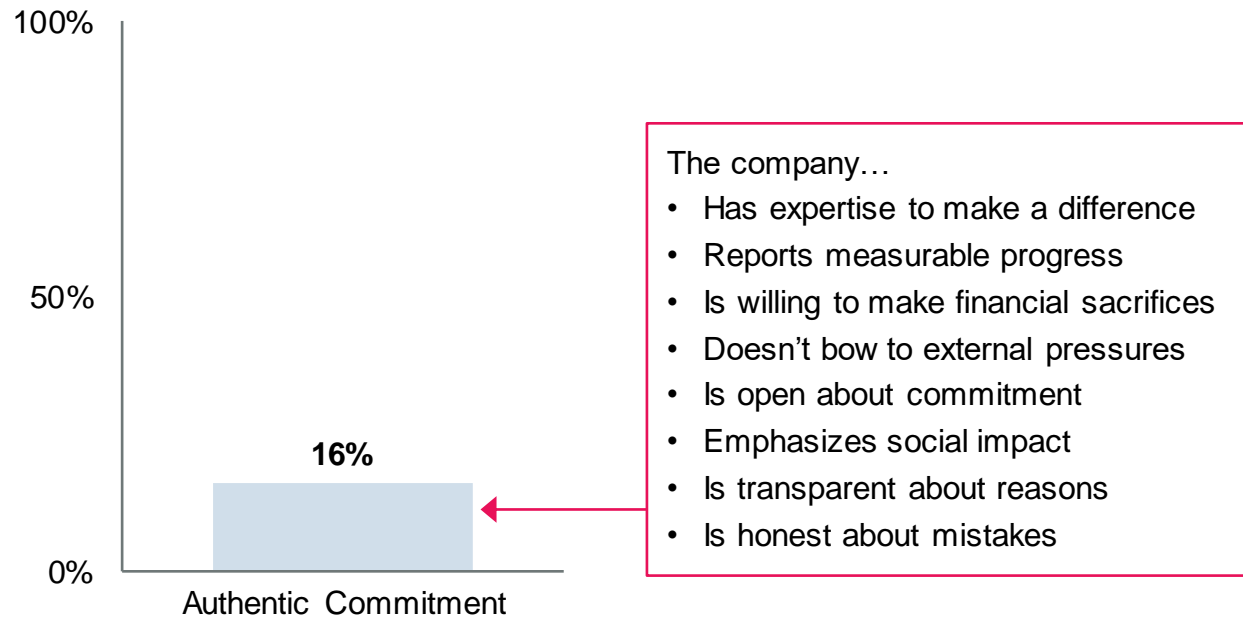 100%
50%
0%
16%
Authentic Commitment
The company…
• Has expertise to make a difference
• Reports measurable progress
• Is willing to make financial sacrifices
• Doesn’t bow to external pressures
• Is open about commitment
• Emphasizes social impact
• Is transparent about reasons
• Is honest about mistakes